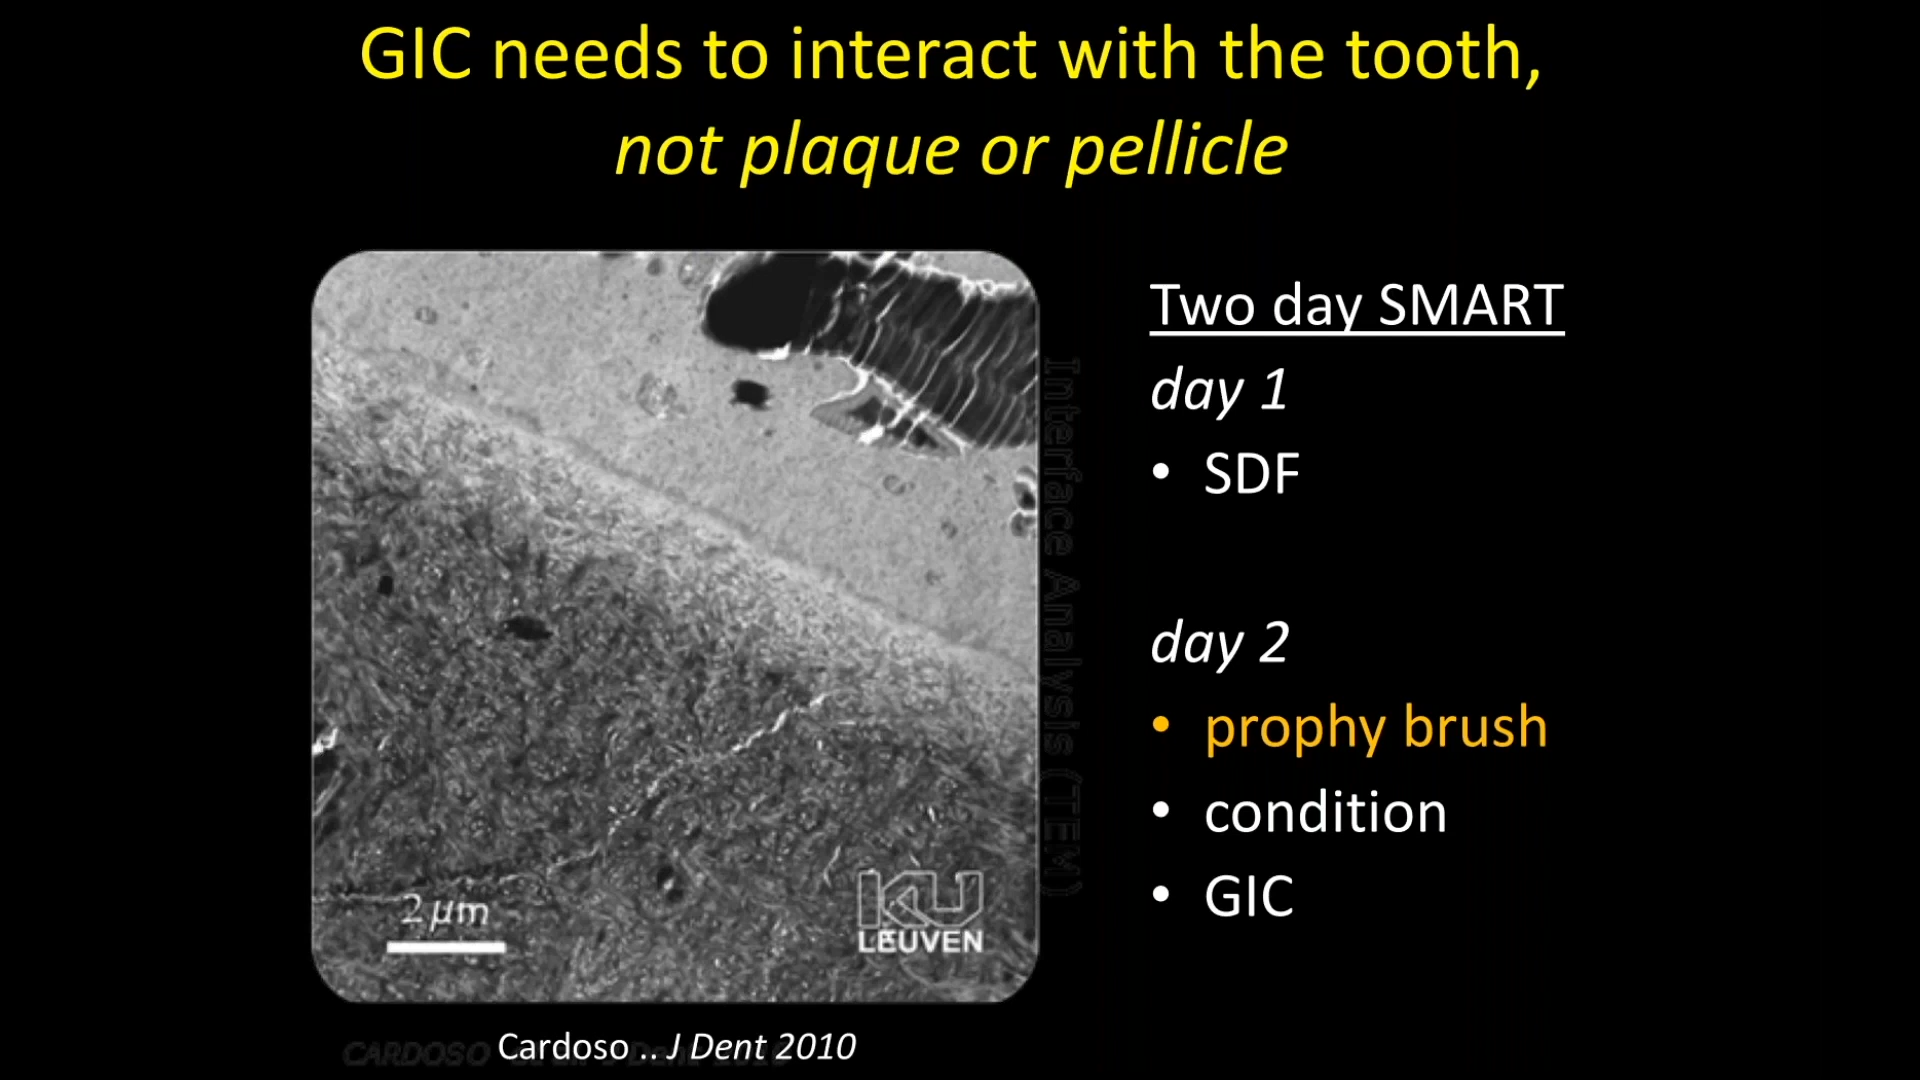 GIC needs to interact with the tooth,
not plaque or pellicle
Two day SMART
day 1
• SDF
day 2
• prophy brush
• condition
• GIC
Interface Analysis (TEM)
2 µm
KU
LEUVEN
Cardoso .. J Dent 2010
CARDOSO